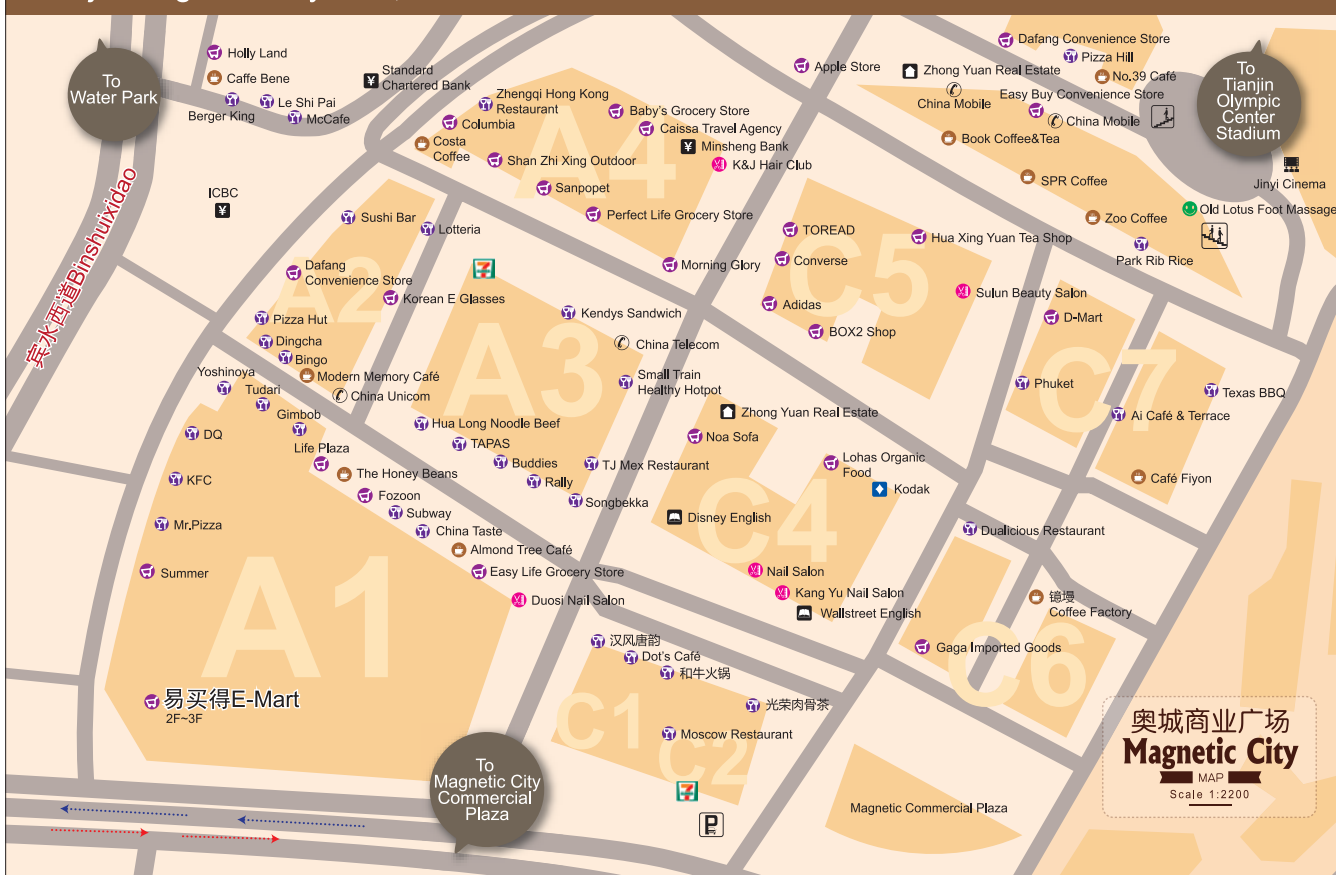 To
Water Park
Holly Land
Caffe Bene
Berger King
Le Shi Pai
McCafe
Standard
Chartered Bank
Zhengqi Hong Kong
Restaurant
Columbia
Costa
Coffee
A4
Baby's Grocery Store
Caissa Travel Agency
Minsheng Bank
K&J Hair Club
Shan Zhi Xing Outdoor
Sanpopet
Perfect Life Grocery Store
Apple Store
Zhong Yuan Real Estate
China Mobile
Dafang Convenience Store
Pizza Hill
No.39 Café
Easy Buy Convenience Store
China Mobile
Book Coffee&Tea
To
Tianjin
Olympic
Center
Stadium
Jinyi Cinema
SPR Coffee
Old Lotus Foot Massage
Zoo Coffee
Park Rib Rice
ICBC
宾水西道Binshuixidao
Sushi Bar
Lotteria
Dafang
Convenience Store
A2
Korean E Glasses
Pizza Hut
Dingcha
Bingo
Modern Memory Café
China Unicom
7
Morning Glory
Kendys Sandwich
China Telecom
A3
Small Train
Healthy Hotpot
Hua Long Noodle Beef
TAPAS
Buddies
Rally
TJ Mex Restaurant
Songbekka
TOREAD
Converse
Adidas
BOX2 Shop
C5
Hua Xing Yuan Tea Shop
Sulun Beauty Salon
D-Mart
Phuket
C7
Texas BBQ
Ai Café & Terrace
Café Fiyon
Zhong Yuan Real Estate
Noa Sofa
Lohas Organic
Food
Kodak
C4
Disney English
Nail Salon
Kang Yu Nail Salon
Wallstreet English
Dualicious Restaurant
镱墁
Coffee Factory
Gaga Imported Goods
C6
Yoshinoya
Tudari
Gimbob
Life Plaza
DQ
The Honey Beans
KFC
Fozoon
Subway
Mr,Pizza
China Taste
Almond Tree Café
Summer
Easy Life Grocery Store
Duosi Nail Salon
A1
易买得E-Mart
2F~3F
汉风唐韵
Dot's Café
和牛火锅
光荣肉骨茶
Moscow Restaurant
C1
C2
7
P
To
Magnetic City
Commercial
Plaza
Magnetic Commercial Plaza
奥城商业广场
Magnetic City
MAP
Scale 1:2200